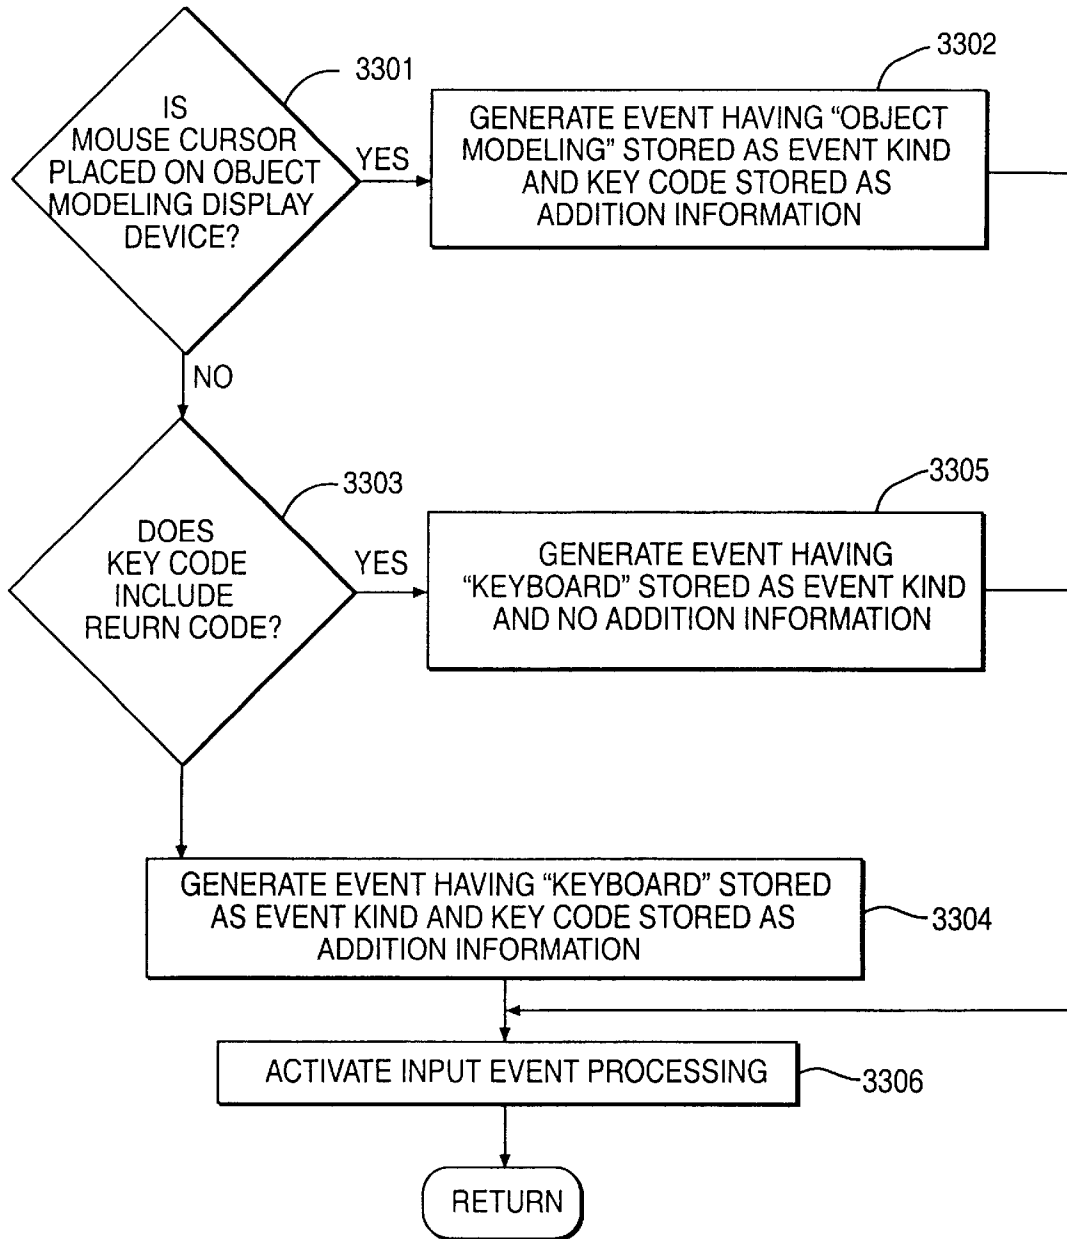 3301
IS
MOUSE CURSOR
PLACED ON OBJECT
MODELING DISPLAY
DEVICE?
YES
3302
GENERATE EVENT HAVING “OBJECT
MODELING” STORED AS EVENT KIND
AND KEY CODE STORED AS
ADDITION INFORMATION
NO
3303
DOES
KEY CODE
INCLUDE
REURN CODE?
YES
3305
GENERATE EVENT HAVING
“KEYBOARD” STORED AS EVENT KIND
AND NO ADDITION INFORMATION
GENERATE EVENT HAVING “KEYBOARD” STORED
AS EVENT KIND AND KEY CODE STORED AS
ADDITION INFORMATION
3304
ACTIVATE INPUT EVENT PROCESSING
3306
RETURN